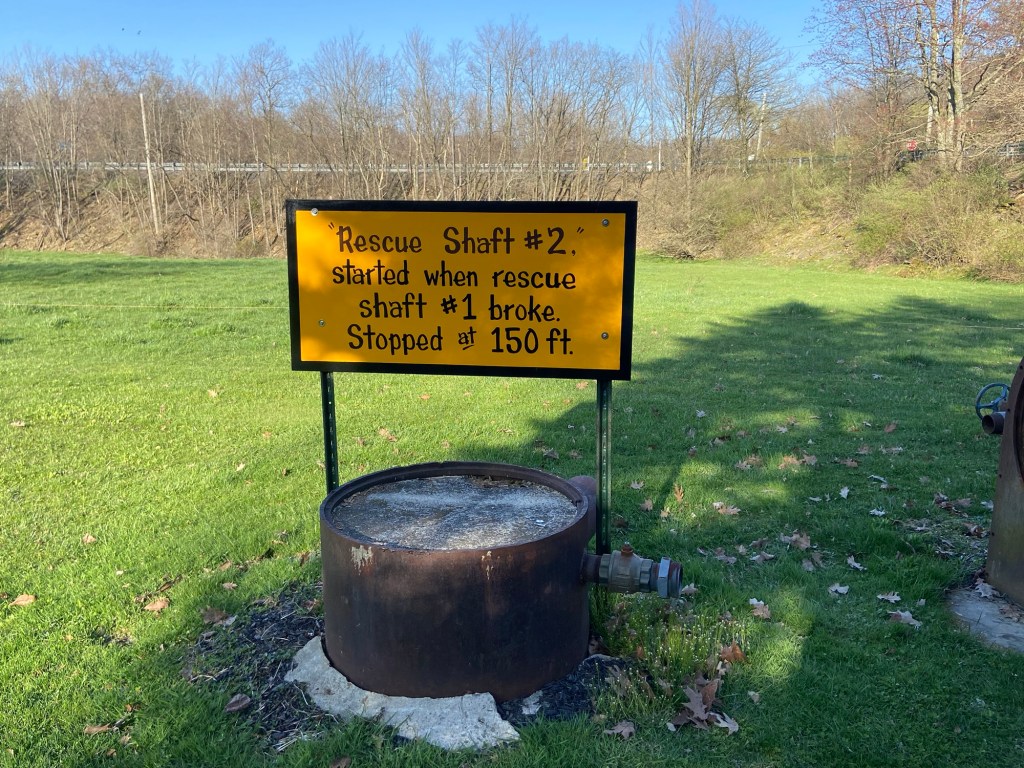 "Rescue Shaft #2,"
started when rescue
shaft #1 broke.
Stopped at 150 ft.